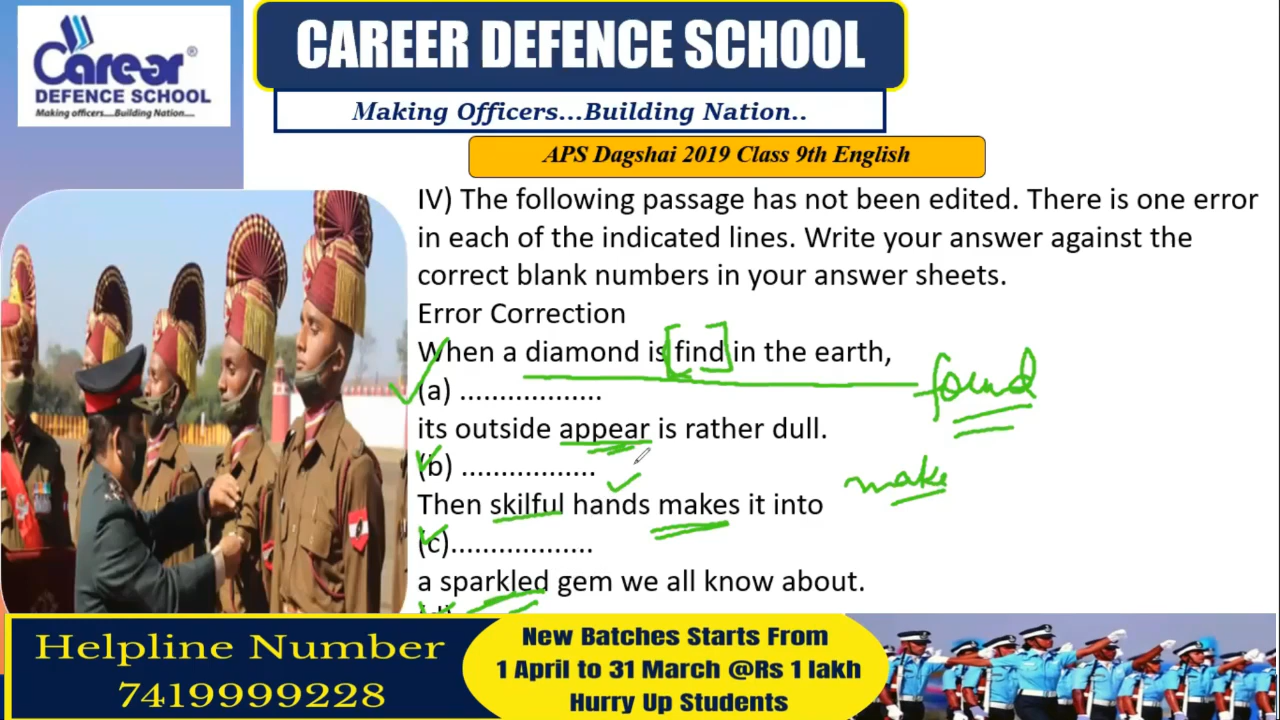 Career®
DEFENCE SCHOOL
Making officers....Building Nation....
CAREER DEFENCE SCHOOL
Making Officers...Building Nation..
APS Dagshai 2019 Class 9th English
IV) The following passage has not been edited. There is one error
in each of the indicated lines. Write your answer against the
correct blank numbers in your answer sheets.
Error Correction
When a diamond is [find] in the earth,
found
(a) ..................
its outside appear is rather dull.
(b) .................
make
Then skilful hands makes it into
(c)..................
a sparkled gem we all know about.
Helpline Number
7419999228
New Batches Starts From
1 April to 31 March @Rs 1 lakh
Hurry Up Students